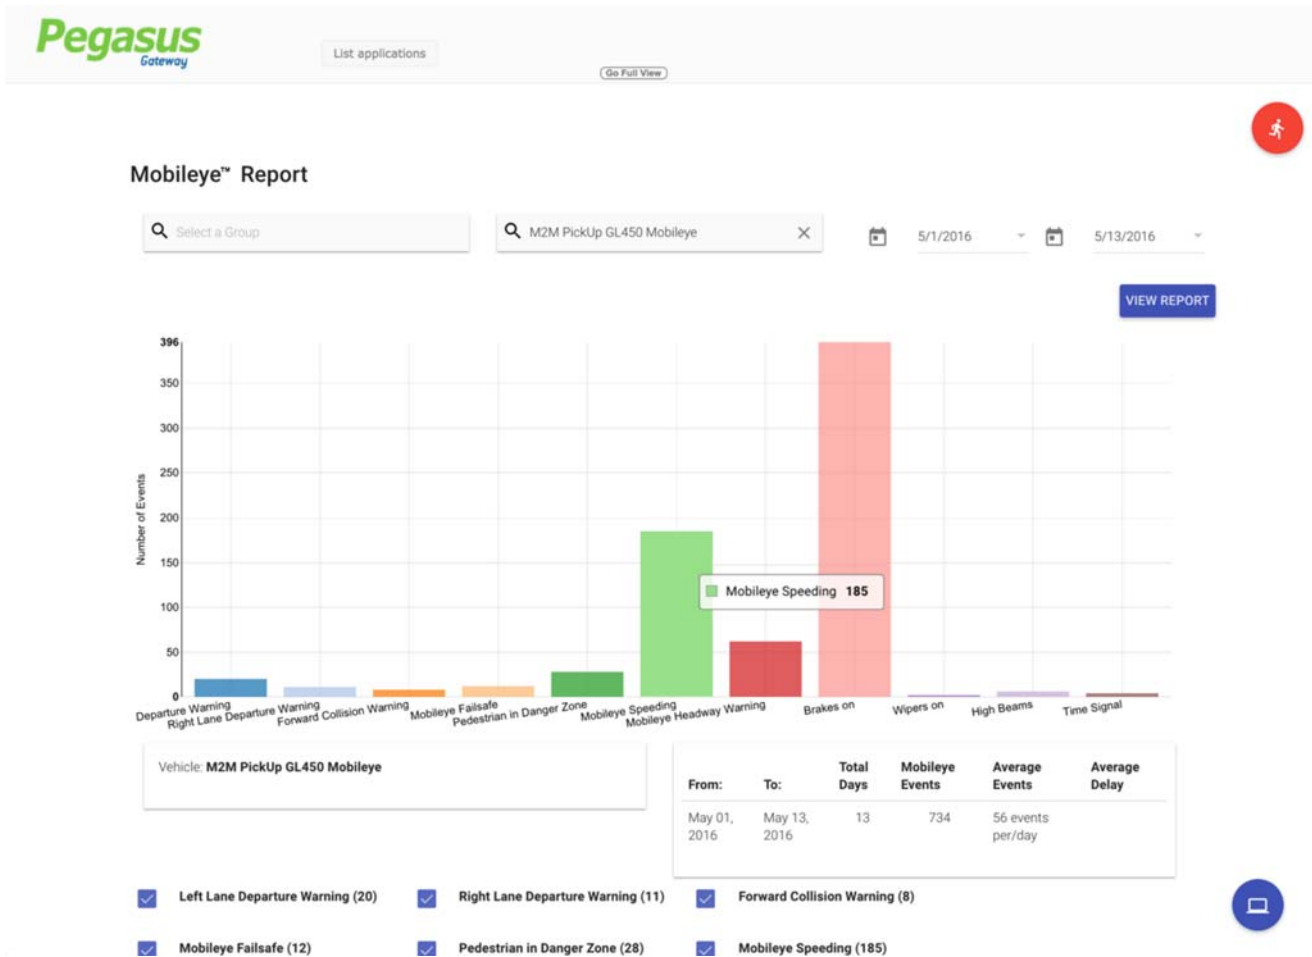 Pegasus
Gateway
List applications
Go Full View
Mobileye™ Report
Select a Group
M2M PickUp GL450 Mobileye
5/1/2016
5/13/2016
VIEW REPORT
396
350
300
250
200
150
100
50
0
Number of Events
Mobileye Speeding 185
Departure Warning
Right Lane Departure Warning
Forward Collision Warning
Mobileye Failsafe
Pedestrian in Danger Zone
Mobileye Speeding
Mobileye Headway Warning
Brakes on
Wipers on
High Beams
Time Signal
Vehicle: M2M PickUp GL450 Mobileye
From: To: Total Days Mobileye Events Average Events Average Delay
May 01, 2016 May 13, 2016 13 734 56 events per/day
Left Lane Departure Warning (20) Right Lane Departure Warning (11) Forward Collision Warning (8)
Mobileye Failsafe (12) Pedestrian in Danger Zone (28) Mobileye Speeding (185)